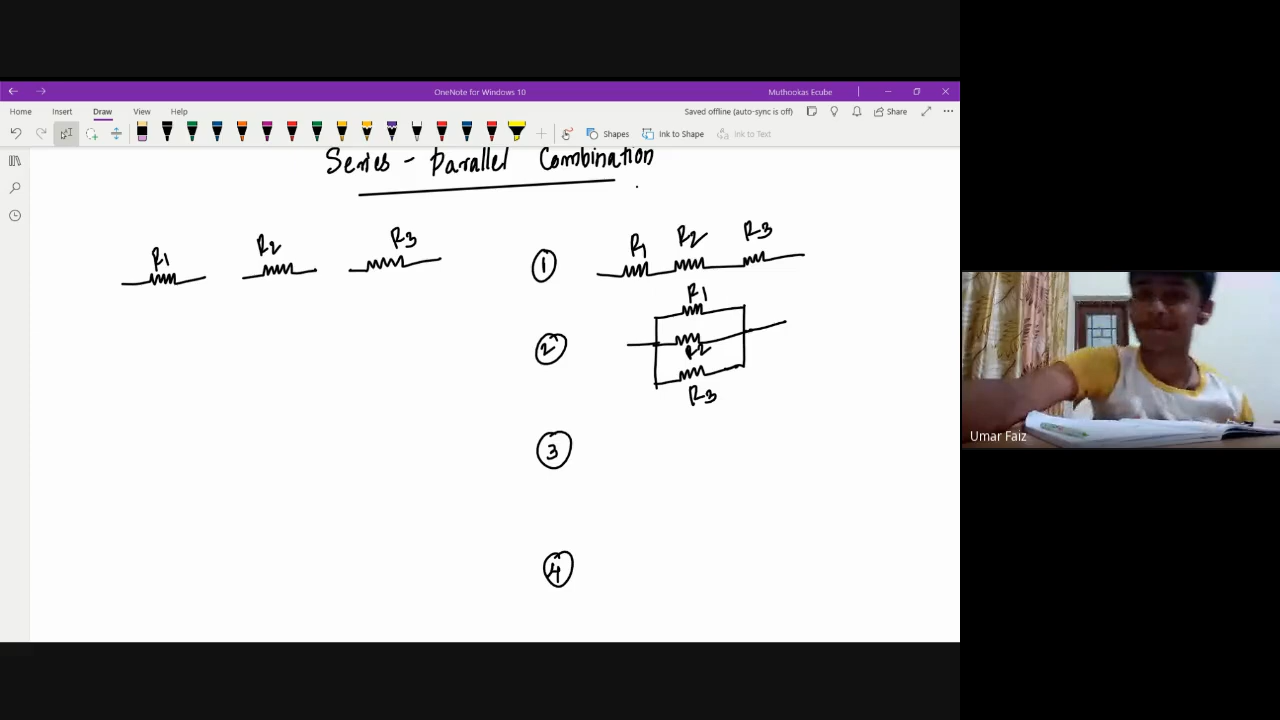 OneNote for Windows 10
Muthookas Ecube
Home Insert Draw View Help
Saved offline (auto-sync is off)
Share
Shapes
Ink to Shape
Ink to Text
Series - Parallel Combination
R1 R2 R3
1 R1 R2 R3
2 R1
R2
R3
3
4
Umar Faiz